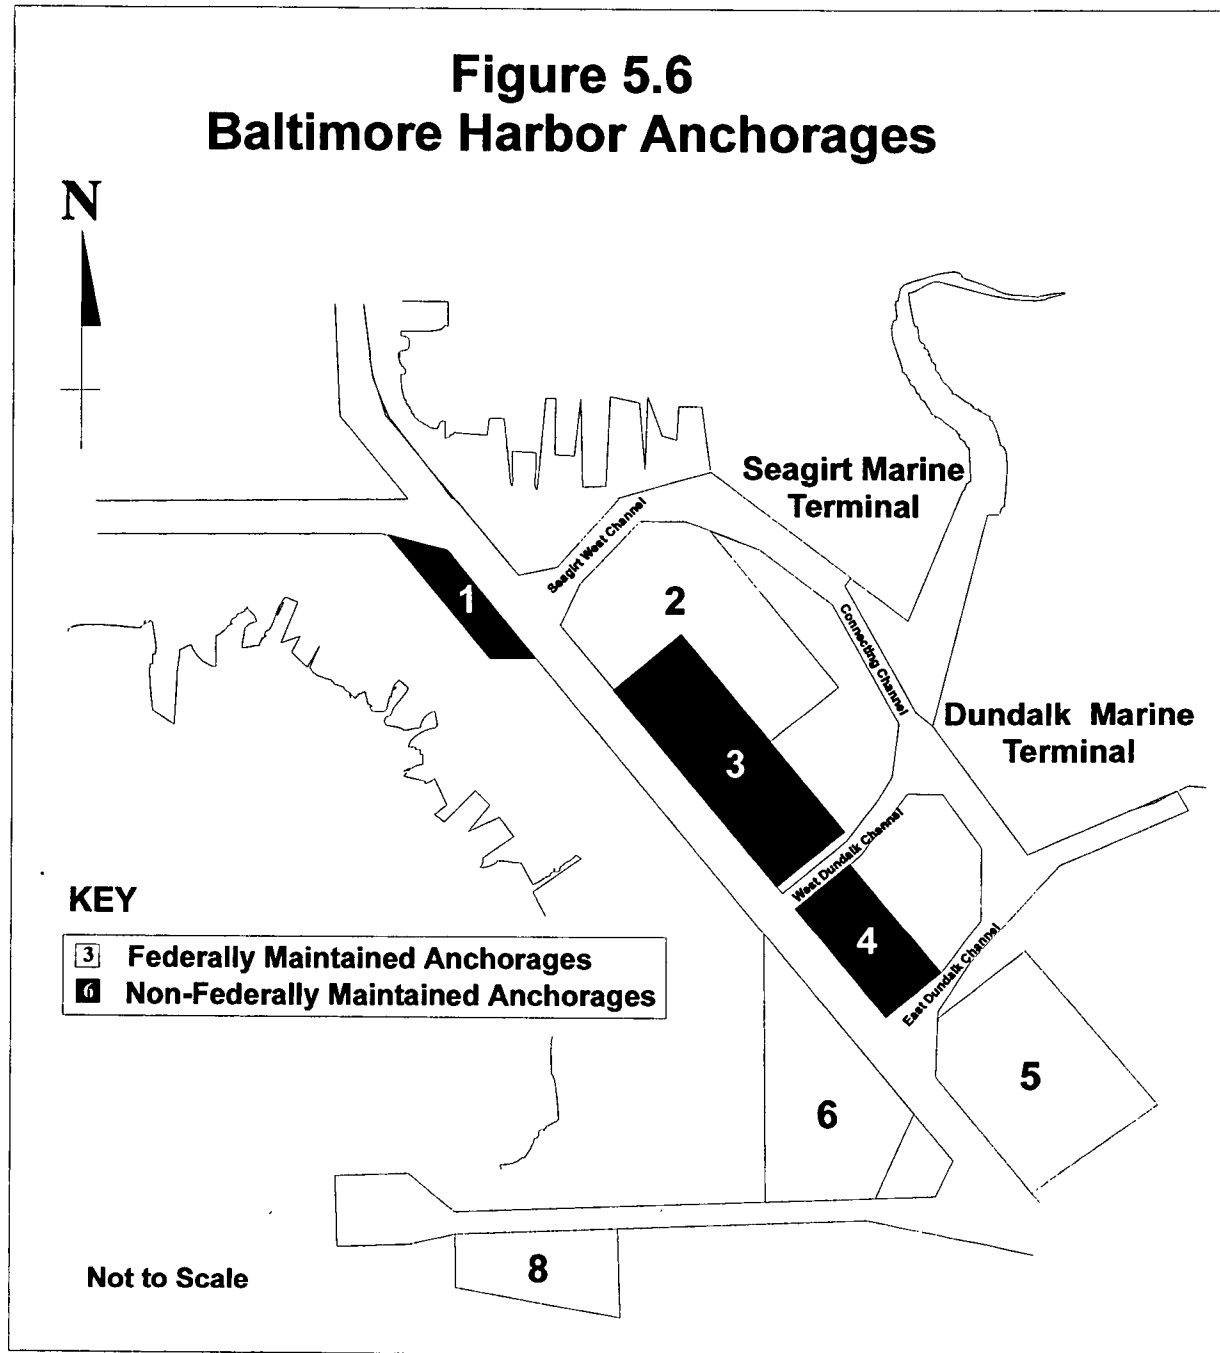 Figure 5.6
Baltimore Harbor Anchorages
N
Seagirt Marine
Terminal
Seagirt West Channel
1
2
Connecting Channel
Dundalk Marine
Terminal
3
West Dundalk Channel
4
East Dundalk Channel
KEY
3 Federally Maintained Anchorages
6 Non-Federally Maintained Anchorages
5
6
8
Not to Scale